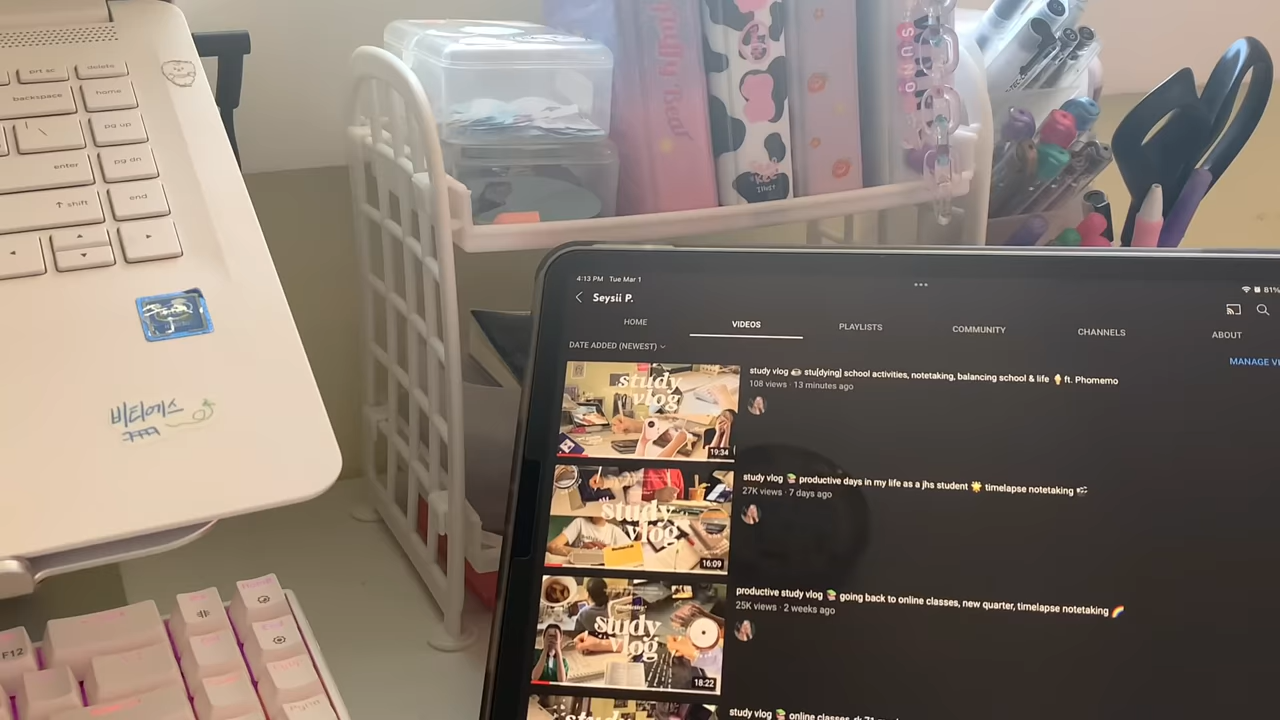 prt sc
delete
backspace
home
\
pg up
enter
pg dn
↑ shift
end
비티에스
ㅋㅋㅋ
F12
4:13 PM Tue Mar 1
81%
Seysii P.
HOME
VIDEOS
PLAYLISTS
COMMUNITY
CHANNELS
ABOUT
DATE ADDED (NEWEST)
MANAGE VI
study
vlog
19:34
study vlog ☕ stu[dying] school activities, notetaking, balancing school & life 👩 ft. Phomemo
108 views · 13 minutes ago
study
vlog
16:09
study vlog 📚 productive days in my life as a jhs student 🌟 timelapse notetaking 📽
27K views · 7 days ago
study
vlog
18:22
productive study vlog 📚 going back to online classes, new quarter, timelapse notetaking 🌈
25K views · 2 weeks ago
study vlog 📚 online classes